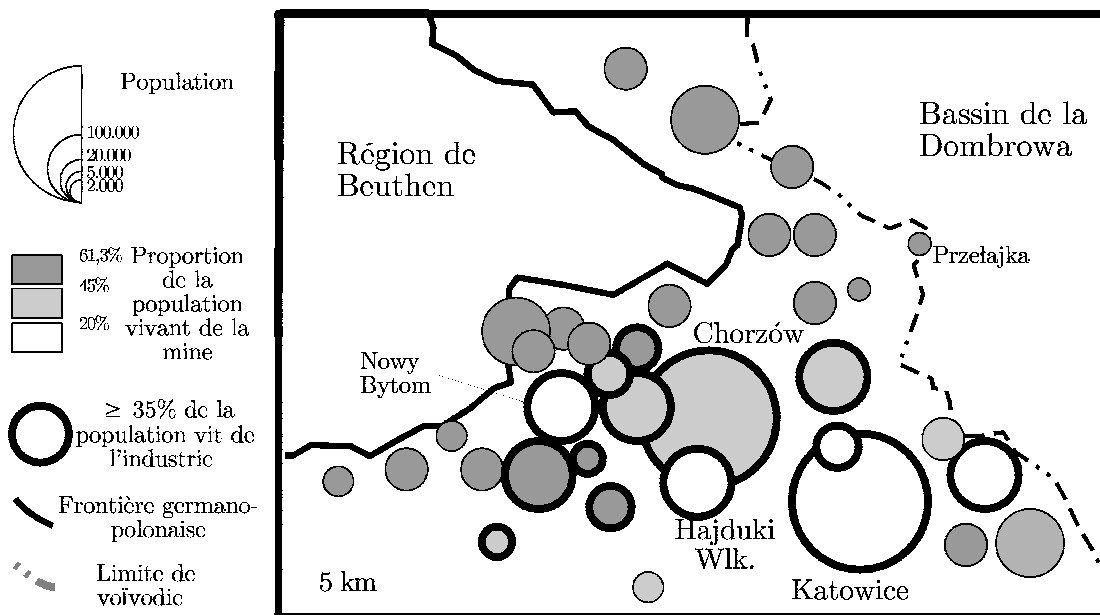 Population
100.000
20.000
5.000
2.000
61,3%
45%
20%
Proportion
de la
population
vivant de la
mine
≥ 35% de la
population vit de
l'industrie
Frontière germano-
polonaise
Limite de
voïvodie
Région de
Beuthen
Bassin de la
Dombrowa
Przełajka
Chorzów
Nowy
Bytom
Hajduki
Wlk.
Katowice
5 km